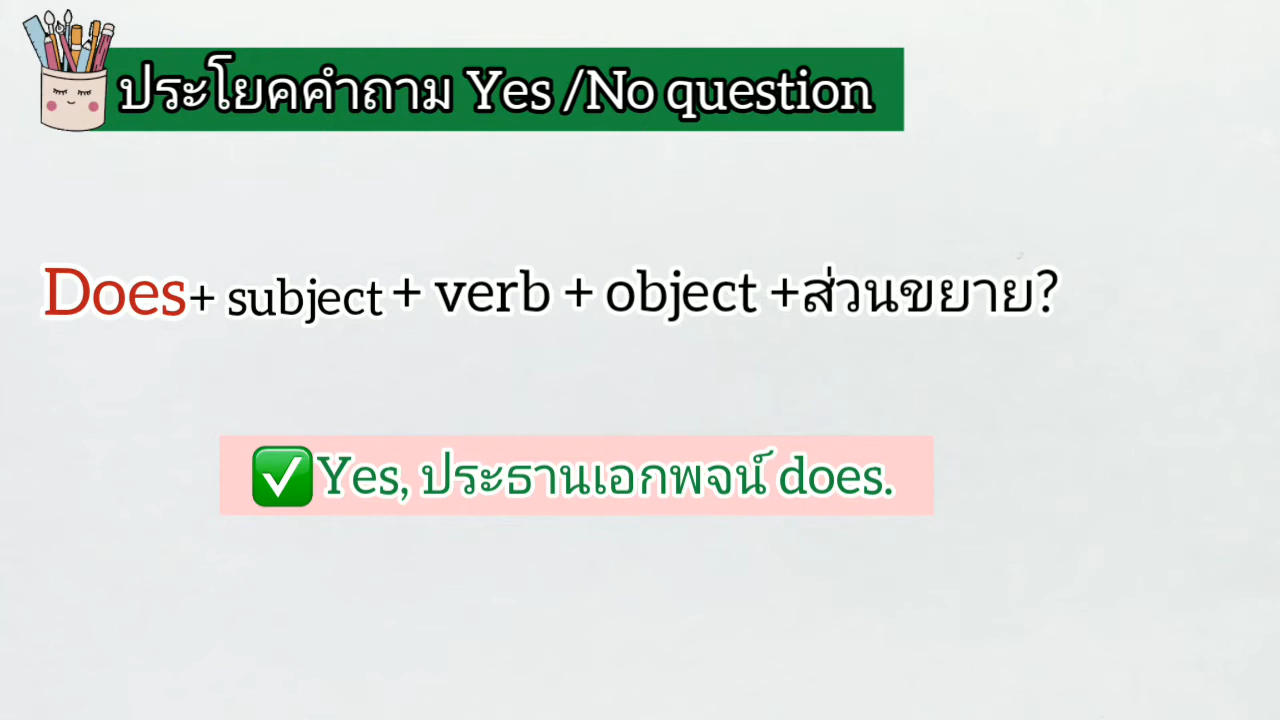 ประโยคคำถาม Yes /No question
Does+ subject + verb + object +ส่วนขยาย?
✅Yes, ประธานเอกพจน์ does.